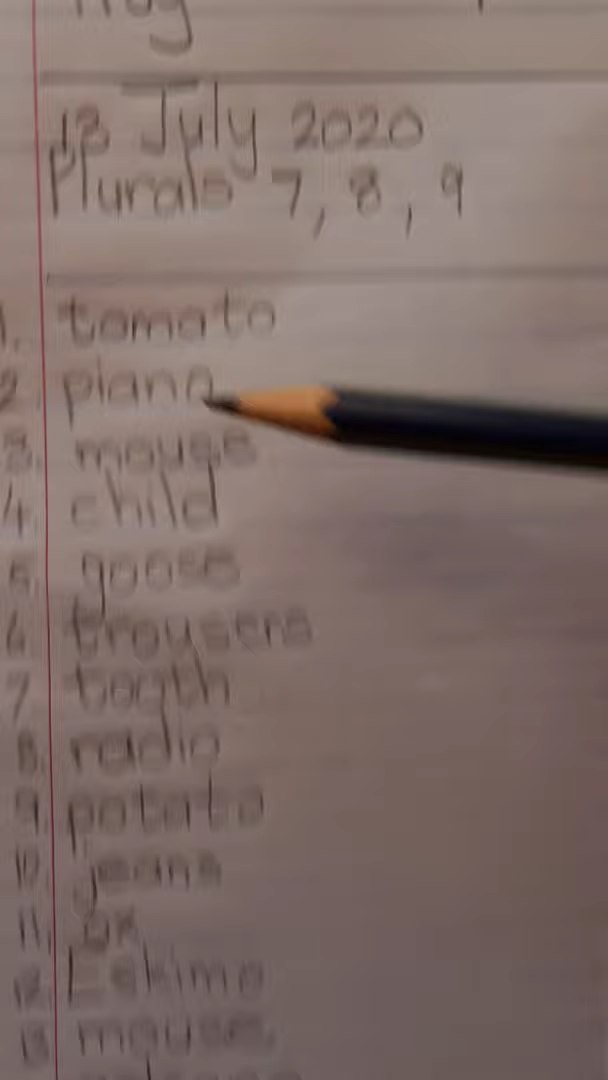 13 July 2020
Plurals 7, 8, 9
1. tomato
2. piano
3. mouse
4. child
5. goose
6. trousers
7. tooth
8. radio
9. potato
10. jeans
11. ox
12. Eskimo
13. mouse